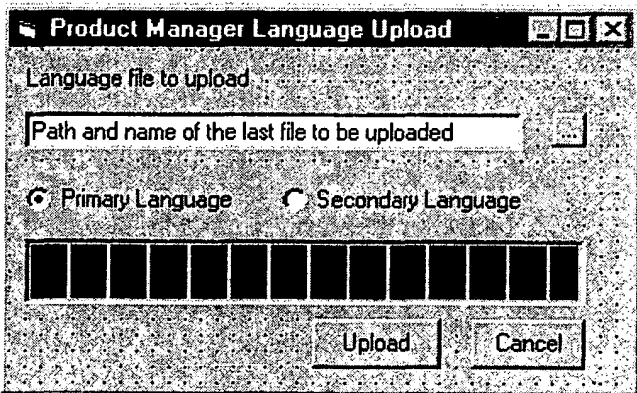 Product Manager Language Upload
Language file to upload
Path and name of the last file to be uploaded
...
Primary Language Secondary Language
Upload Cancel